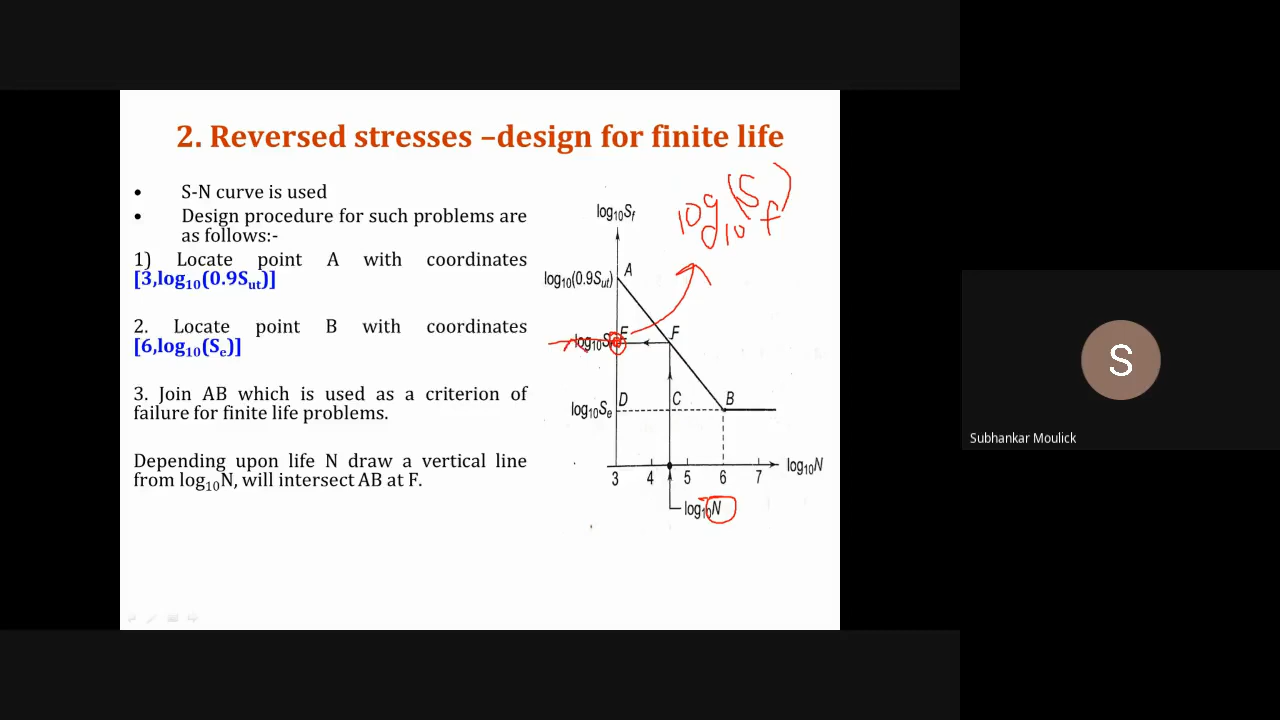 2. Reversed stresses –design for finite life
• S-N curve is used
• Design procedure for such problems are
as follows:-
1) Locate point A with coordinates
[3,log₁₀(0.9Sᵤₜ)]
2. Locate point B with coordinates
[6,log₁₀(Sₑ)]
3. Join AB which is used as a criterion of
failure for finite life problems.
Depending upon life N draw a vertical line
from log₁₀N, will intersect AB at F.
log₁₀(S_f)
log₁₀S_f
log₁₀(0.9Sᵤₜ) A
log₁₀S E F
log₁₀Sₑ D C B
3 4 5 6 7 log₁₀N
log₁₀N
S
Subhankar Moulick